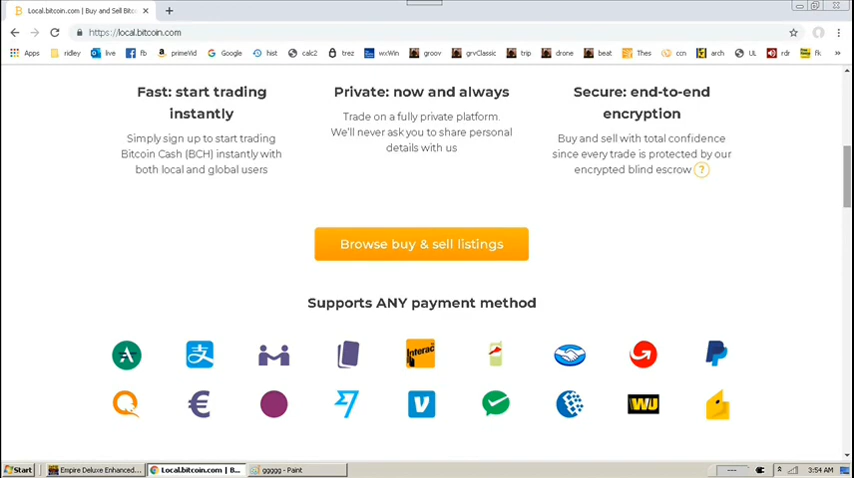 Local.bitcoin.com | Buy and Sell Bitc
https://local.bitcoin.com
Apps ridley live fb primeVid Google hist calc2 trez wxWin groov grvClassic trip drone beat Thes ccn arch UL rdr fk »
Fast: start trading
instantly
Simply sign up to start trading
Bitcoin Cash (BCH) instantly with
both local and global users
Private: now and always
Trade on a fully private platform.
We'll never ask you to share personal
details with us
Secure: end-to-end
encryption
Buy and sell with total confidence
since every trade is protected by our
encrypted blind escrow ?
Browse buy & sell listings
Supports ANY payment method
Interac
WU
Start Empire Deluxe Enhanced... Local.bitcoin.com | B... ggggg - Paint 3:54 AM